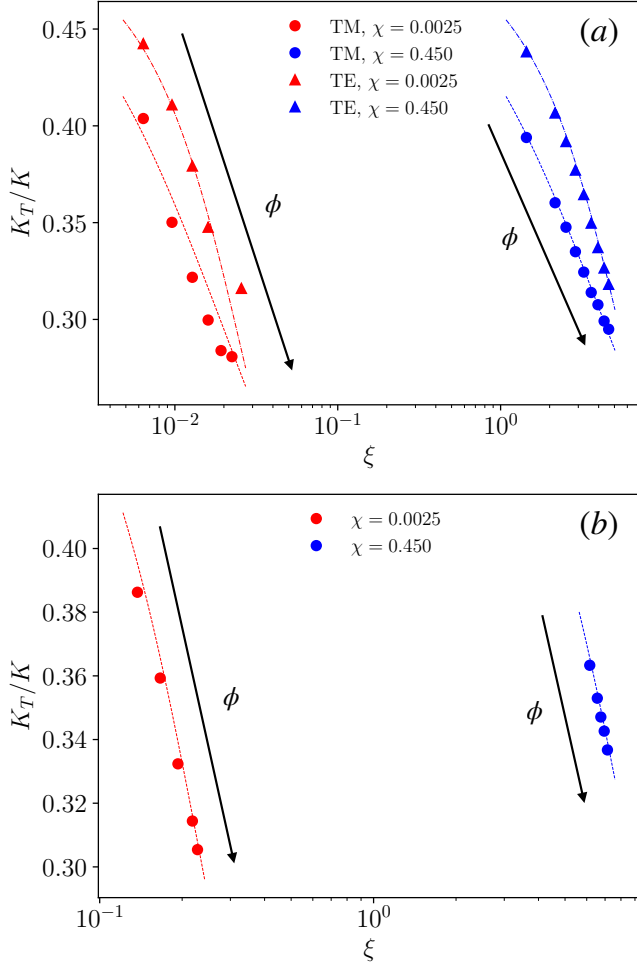 (a)
TM, χ = 0.0025
TM, χ = 0.450
TE, χ = 0.0025
TE, χ = 0.450
0.45
0.40
0.35
0.30
K_T/K
ϕ
ϕ
10^{-2}
10^{-1}
10^{0}
ξ
(b)
χ = 0.0025
χ = 0.450
0.40
0.38
0.36
0.34
0.32
0.30
K_T/K
ϕ
ϕ
10^{-1}
10^{0}
ξ